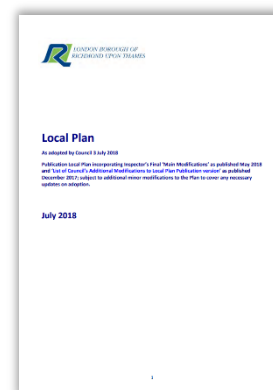 LONDON BOROUGH OF
RICHMOND UPON THAMES
Local Plan
As adopted by Council 3 July 2018
Publication Local Plan incorporating Inspector's Final 'Main Modifications' as published May 2018
and 'List of Council's Additional Modifications to Local Plan Publication version' as published
December 2017; subject to additional minor modifications to the Plan to cover any necessary
updates on adoption.
July 2018